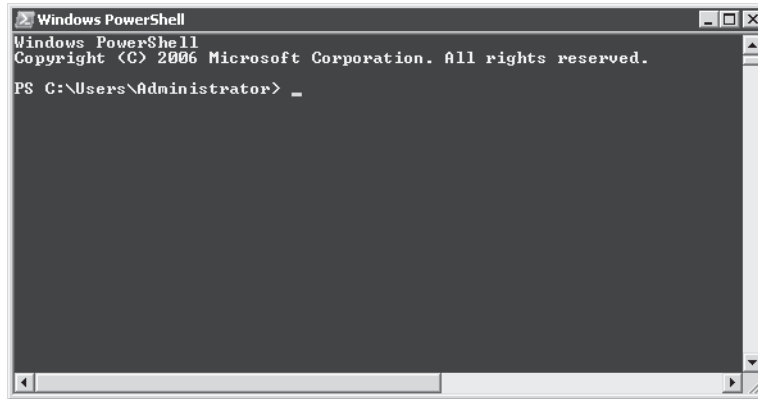 Windows PowerShell
Windows PowerShell
Copyright (C) 2006 Microsoft Corporation. All rights reserved.
PS C:\Users\Administrator> _